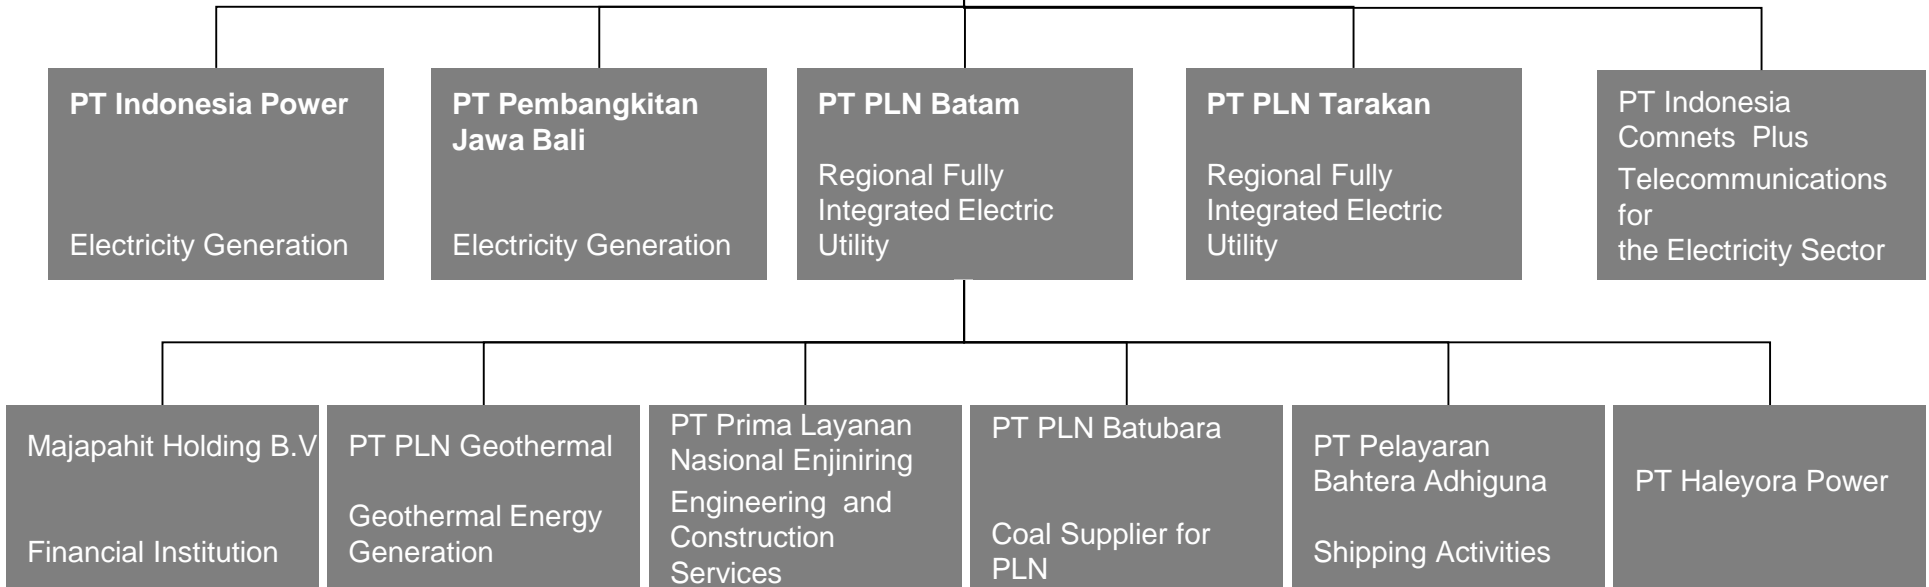 PT Indonesia Power
Electricity Generation
PT Pembangkitan
Jawa Bali
Electricity Generation
PT PLN Batam
Regional Fully
Integrated Electric
Utility
PT PLN Tarakan
Regional Fully
Integrated Electric
Utility
PT Indonesia
Comnets Plus
Telecommunications
for
the Electricity Sector
Majapahit Holding B.V
Financial Institution
PT PLN Geothermal
Geothermal Energy
Generation
PT Prima Layanan
Nasional Enjiniring
Engineering and
Construction
Services
PT PLN Batubara
Coal Supplier for
PLN
PT Pelayaran
Bahtera Adhiguna
Shipping Activities
PT Haleyora Power